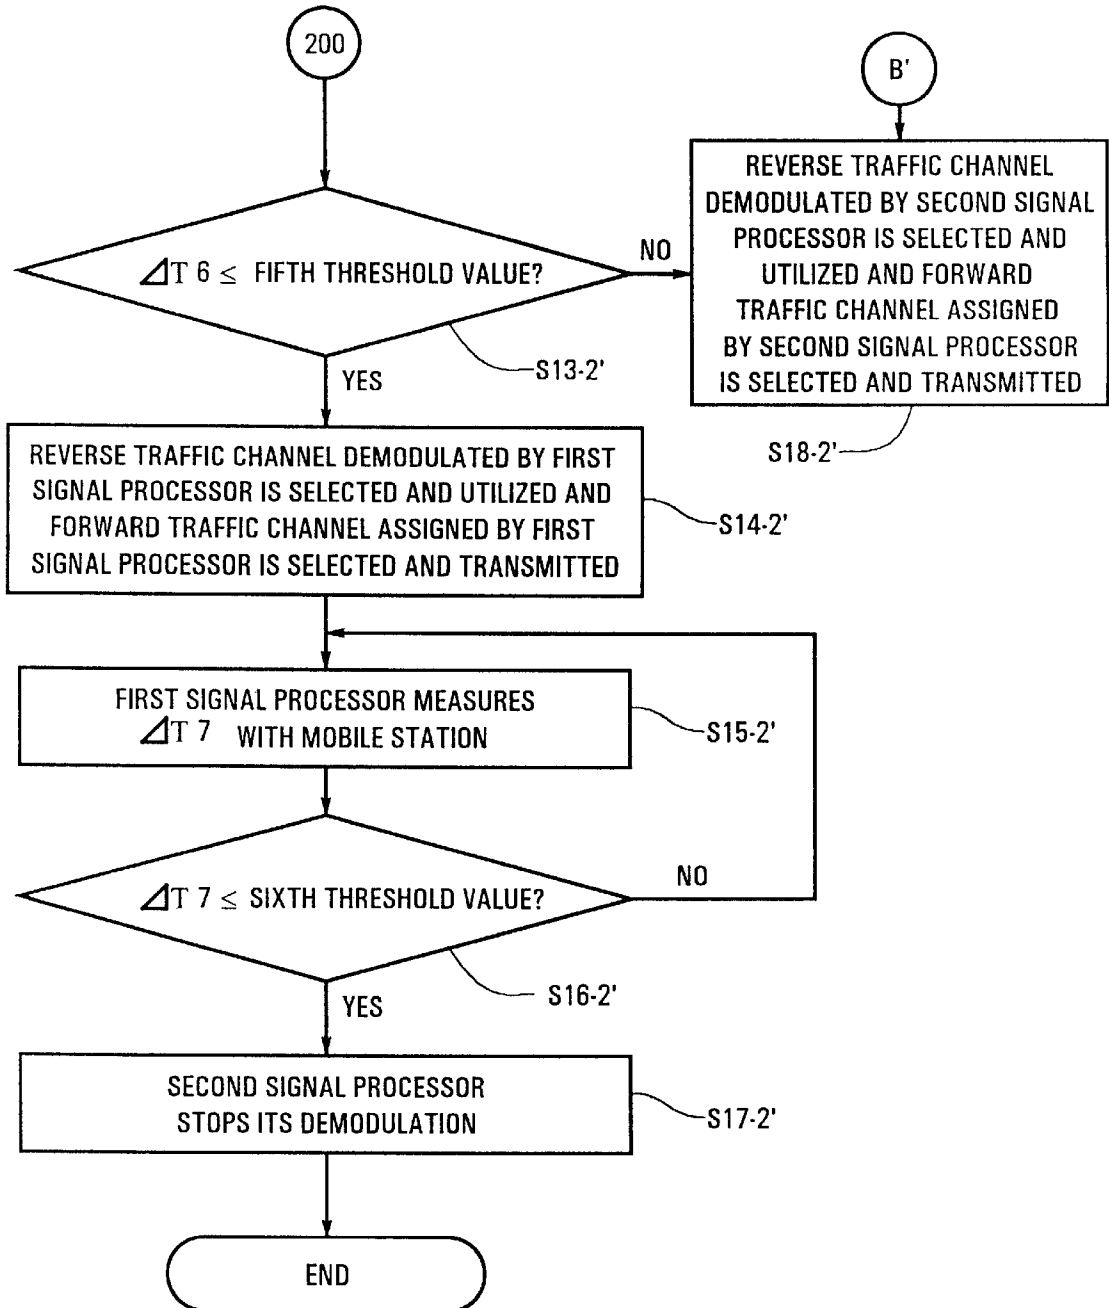 200
B'
REVERSE TRAFFIC CHANNEL
DEMODULATED BY SECOND SIGNAL
PROCESSOR IS SELECTED AND
UTILIZED AND FORWARD
TRAFFIC CHANNEL ASSIGNED
BY SECOND SIGNAL PROCESSOR
IS SELECTED AND TRANSMITTED
S18-2'
⊿T 6 ≤ FIFTH THRESHOLD VALUE?
NO
S13-2'
YES
REVERSE TRAFFIC CHANNEL DEMODULATED BY FIRST
SIGNAL PROCESSOR IS SELECTED AND UTILIZED AND
FORWARD TRAFFIC CHANNEL ASSIGNED BY FIRST
SIGNAL PROCESSOR IS SELECTED AND TRANSMITTED
S14-2'
FIRST SIGNAL PROCESSOR MEASURES
⊿T 7 WITH MOBILE STATION
S15-2'
⊿T 7 ≤ SIXTH THRESHOLD VALUE?
NO
S16-2'
YES
SECOND SIGNAL PROCESSOR
STOPS ITS DEMODULATION
S17-2'
END